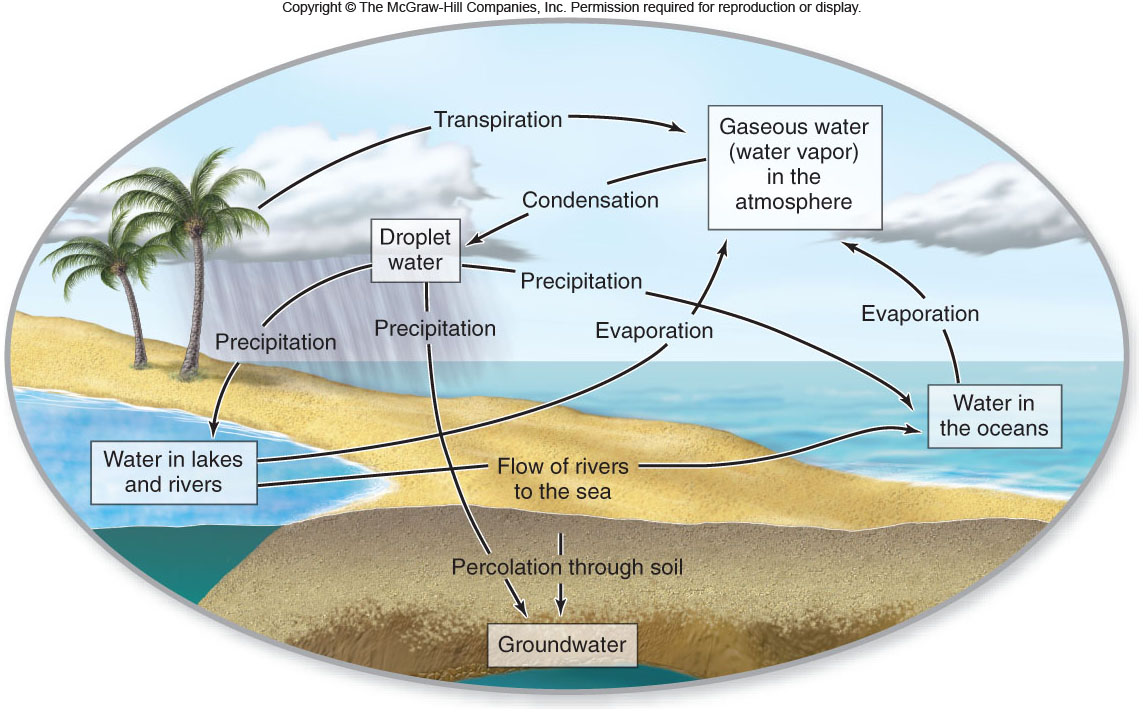 Copyright © The McGraw-Hill Companies, Inc. Permission required for reproduction or display.
Transpiration
Gaseous water
(water vapor)
in the
atmosphere
Condensation
Droplet
water
Precipitation
Precipitation
Precipitation
Evaporation
Evaporation
Water in
the oceans
Water in lakes
and rivers
Flow of rivers
to the sea
Percolation through soil
Groundwater